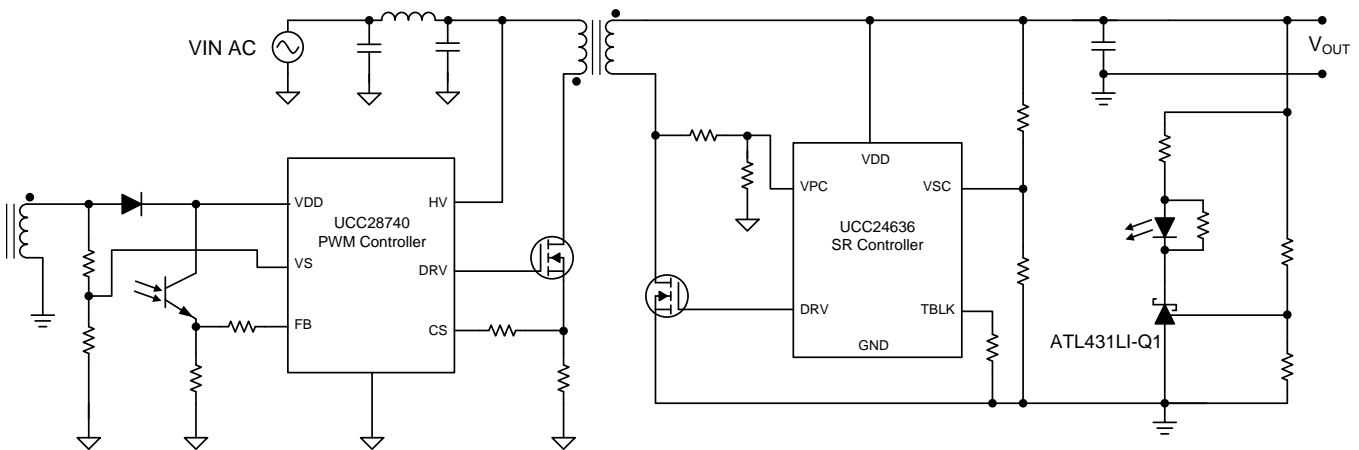 VIN AC
VOUT
VDD
HV
UCC28740
PWM Controller
VS
DRV
FB
CS
VDD
VPC
VSC
UCC24636
SR Controller
DRV
TBLK
GND
ATL431LI-Q1